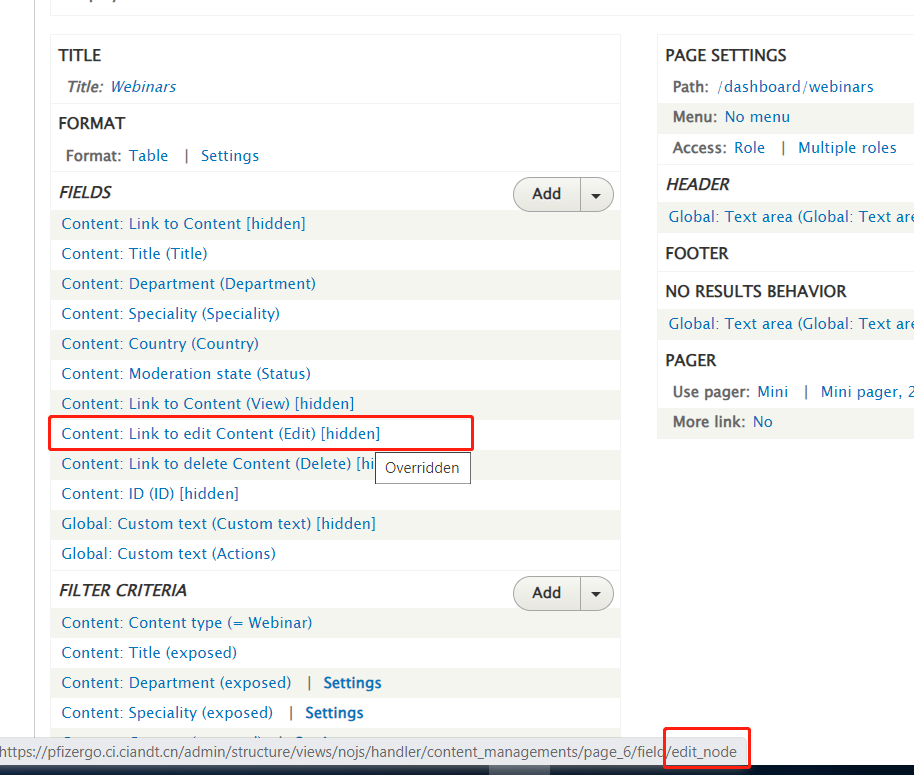 TITLE
Title: Webinars
FORMAT
Format: Table | Settings
FIELDS
Add
Content: Link to Content [hidden]
Content: Title (Title)
Content: Department (Department)
Content: Speciality (Speciality)
Content: Country (Country)
Content: Moderation state (Status)
Content: Link to Content (View) [hidden]
Content: Link to edit Content (Edit) [hidden]
Content: Link to delete Content (Delete) [hi
Overridden
Content: ID (ID) [hidden]
Global: Custom text (Custom text) [hidden]
Global: Custom text (Actions)
FILTER CRITERIA
Add
Content: Content type (= Webinar)
Content: Title (exposed)
Content: Department (exposed) | Settings
Content: Speciality (exposed) | Settings
https://pfizergo.ci.ciandt.cn/admin/structure/views/nojs/handler/content_managements/page_6/field/edit_node
PAGE SETTINGS
Path: /dashboard/webinars
Menu: No menu
Access: Role | Multiple roles
HEADER
Global: Text area (Global: Text are
FOOTER
NO RESULTS BEHAVIOR
Global: Text area (Global: Text are
PAGER
Use pager: Mini | Mini pager, 2
More link: No